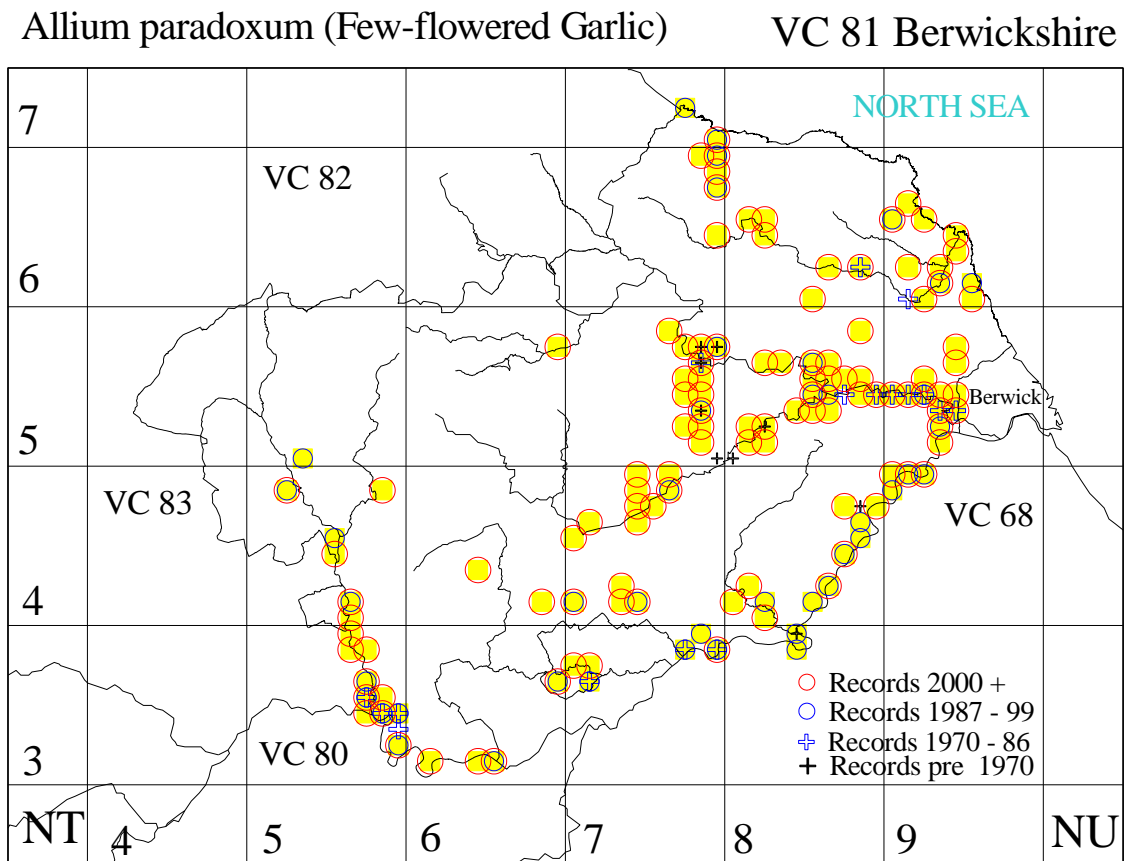 Allium paradoxum (Few-flowered Garlic) VC 81 Berwickshire
NORTH SEA
7
VC 82
6
Berwick
5
VC 83
VC 68
4
Records 2000 +
Records 1987 - 99
Records 1970 - 86
Records pre 1970
VC 80
3
NT 4 5 6 7 8 9 NU